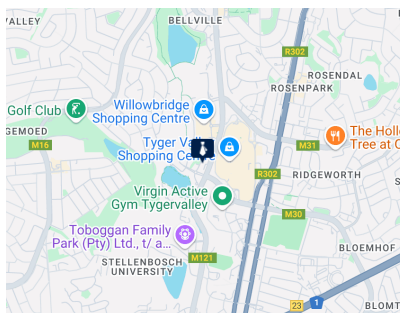 VALLEY
BELLVILLE
R302
ROSENDAL
ROSENPARK
Golf Club
Willowbridge
Shopping Centre
GEMOED
M16
Tyger Val
Shopping Centre
M31
The Holl
Tree at O
R302
RIDGEWORTH
Virgin Active
Gym Tygervalley
M30
Toboggan Family
Park (Pty) Ltd., t/ a...
BLOEMHOF
M121
STELLENBOSCH
UNIVERSITY
23
1
BLOMT